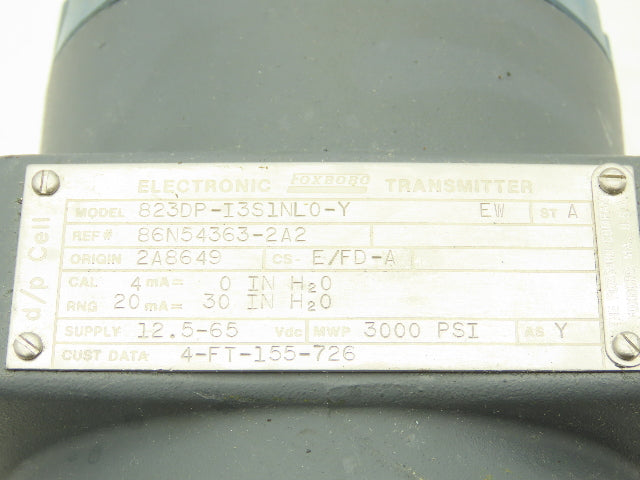 ELECTRONIC FOXBORO TRANSMITTER
MODEL 823DP-I3S1NL0-Y EW ST A
REF# 86N54363-2A2
ORIGIN 2A8649 CS- E/FD-A
CAL 4 mA= 0 IN H₂O
RNG 20 mA= 30 IN H₂O
SUPPLY 12.5-65 Vdc MWP 3000 PSI AS Y
CUST DATA 4-FT-155-726
d/p Cell